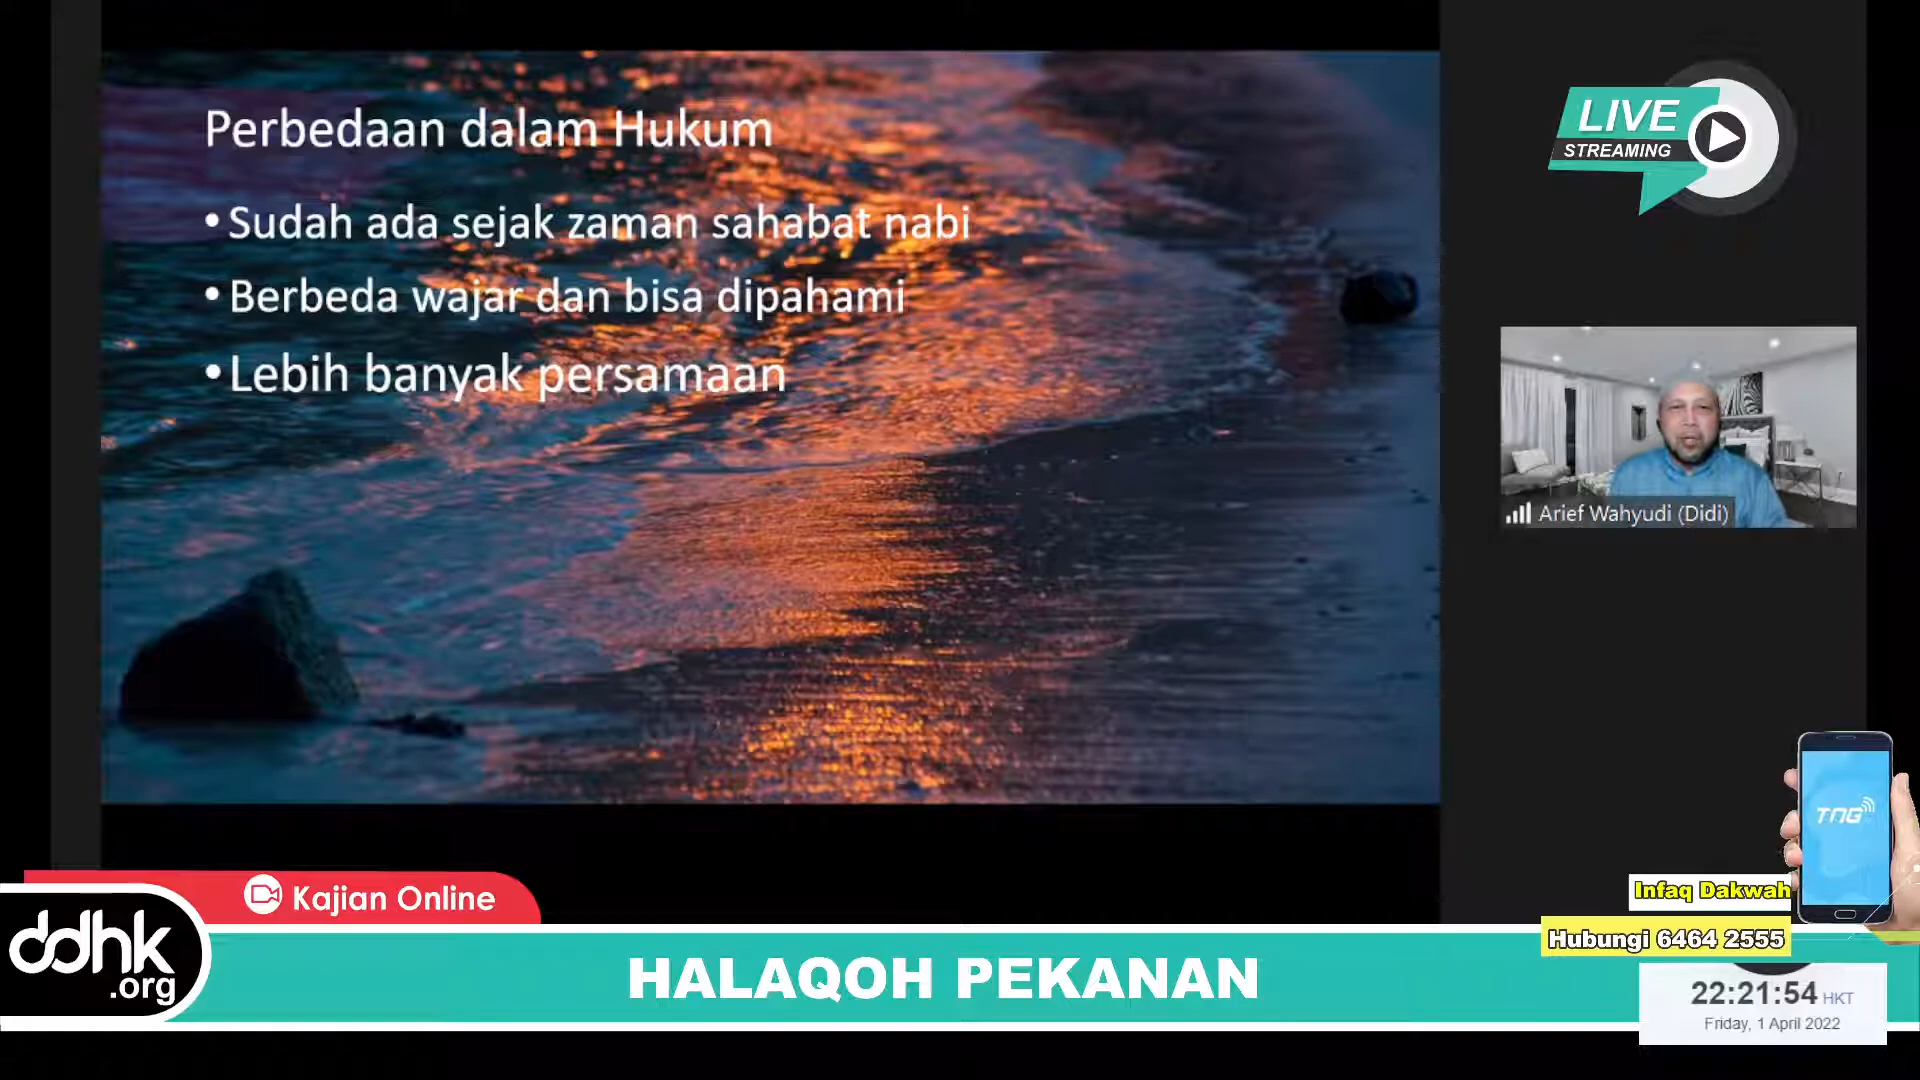 Perbedaan dalam Hukum
• Sudah ada sejak zaman sahabat nabi
• Berbeda wajar dan bisa dipahami
• Lebih banyak persamaan
LIVE
STREAMING
Arief Wahyudi (Didi)
TNG
Infaq Dakwah
Hubungi 6464 2555
Kajian Online
ddhk
.org
HALAQOH PEKANAN
22:21:54 HKT
Friday, 1 April 2022